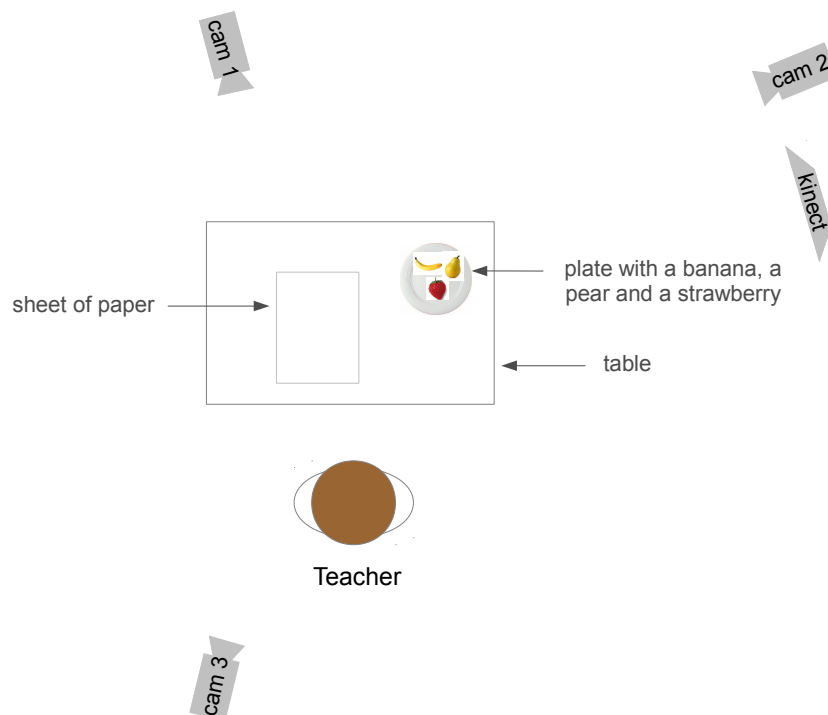 cam 1
cam 2
kinect
plate with a banana, a
pear and a strawberry
sheet of paper
table
Teacher
cam 3